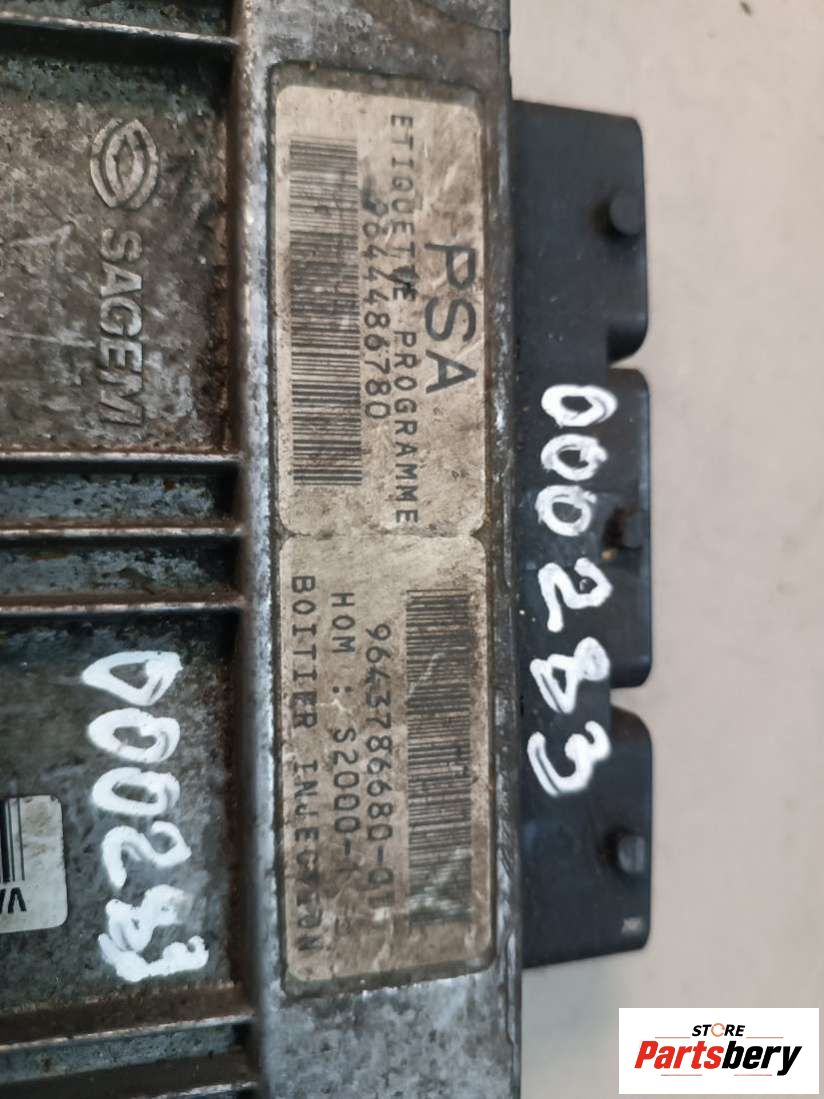 SAGEM
PSA
ETIQUETTE PROGRAMME
9644486780
9643786680-01
HOM : S2000-1
BOITIER INJECTION
000283
000283
STORE
Partsbery